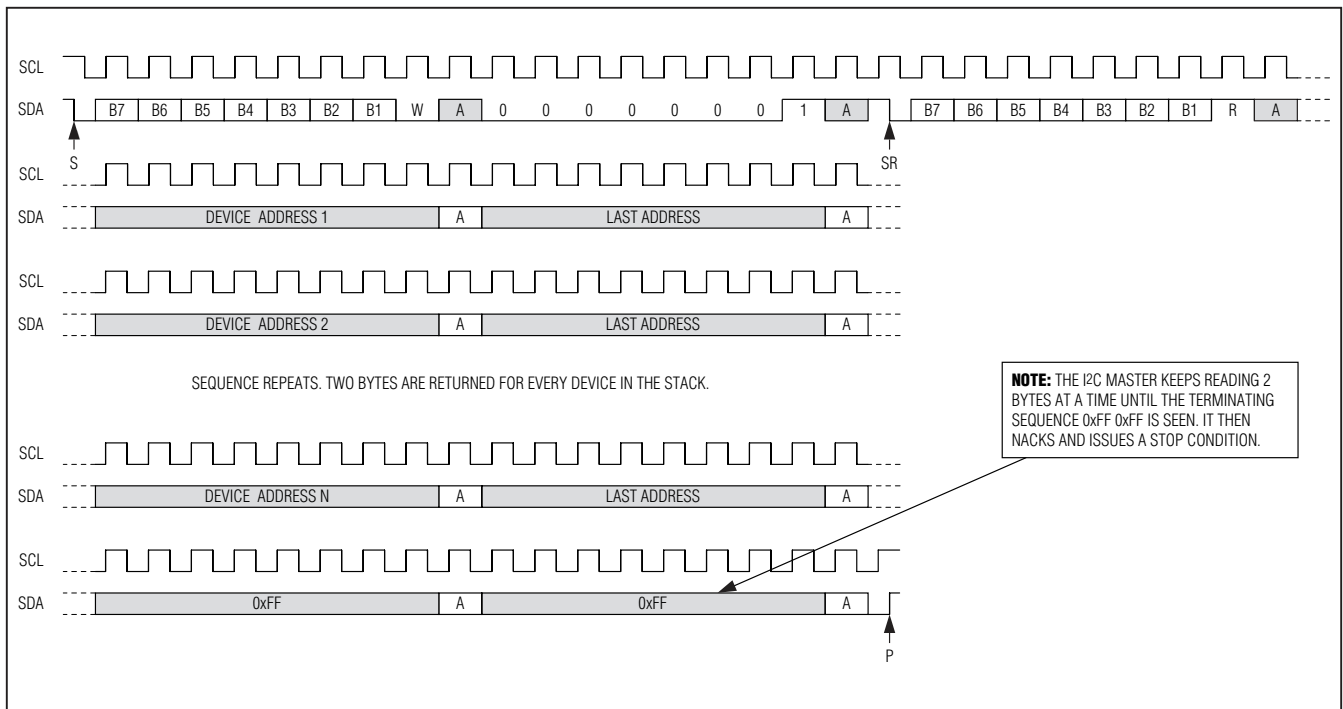 SCL
SDA B7 B6 B5 B4 B3 B2 B1 W A 0 0 0 0 0 0 0 1 A B7 B6 B5 B4 B3 B2 B1 R A
S SR
SCL
SDA DEVICE ADDRESS 1 A LAST ADDRESS A
SCL
SDA DEVICE ADDRESS 2 A LAST ADDRESS A
SEQUENCE REPEATS. TWO BYTES ARE RETURNED FOR EVERY DEVICE IN THE STACK.
NOTE: THE I2C MASTER KEEPS READING 2
BYTES AT A TIME UNTIL THE TERMINATING
SEQUENCE 0xFF 0xFF IS SEEN. IT THEN
NACKS AND ISSUES A STOP CONDITION.
SCL
SDA DEVICE ADDRESS N A LAST ADDRESS A
SCL
SDA 0xFF A 0xFF A
P